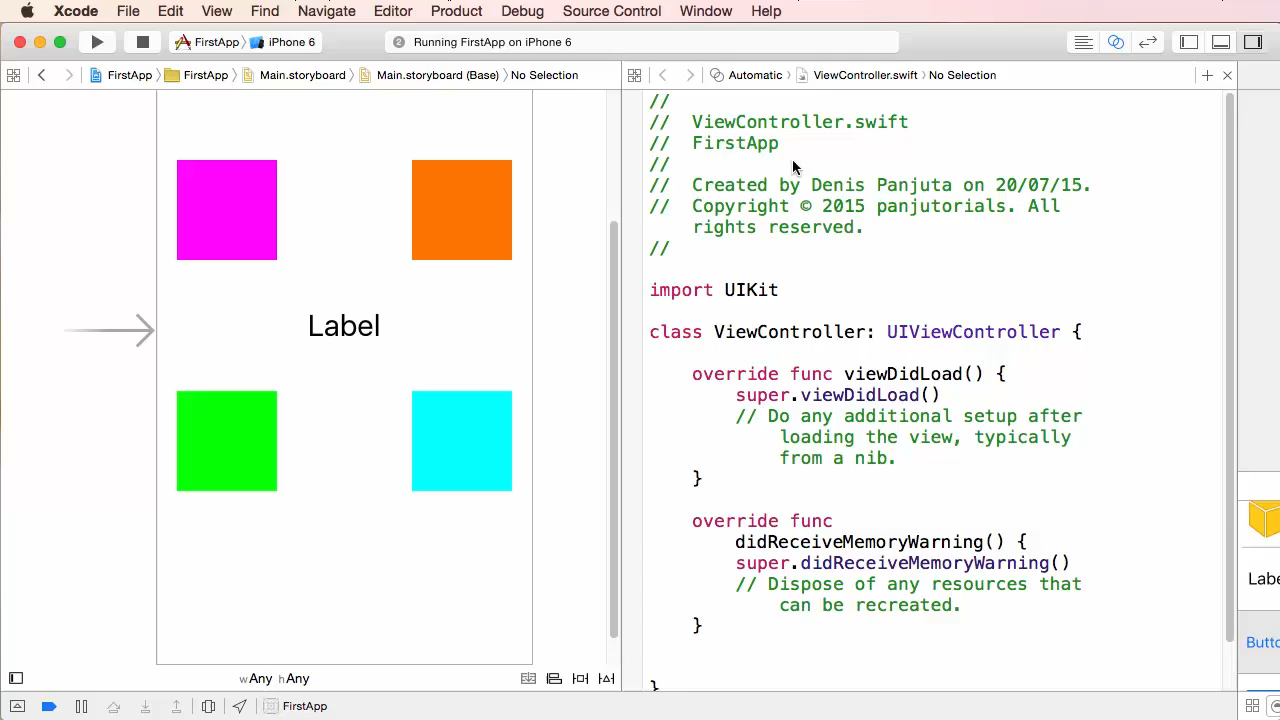 Xcode File Edit View Find Navigate Editor Product Debug Source Control Window Help
FirstApp iPhone 6 2 Running FirstApp on iPhone 6
FirstApp FirstApp Main.storyboard Main.storyboard (Base) No Selection
Automatic ViewController.swift No Selection
Label
//
// ViewController.swift
// FirstApp
//
// Created by Denis Panjuta on 20/07/15.
// Copyright © 2015 panjutorials. All
rights reserved.
//
import UIKit
class ViewController: UIViewController {
override func viewDidLoad() {
super.viewDidLoad()
// Do any additional setup after
loading the view, typically
from a nib.
}
override func
didReceiveMemoryWarning() {
super.didReceiveMemoryWarning()
// Dispose of any resources that
can be recreated.
}
}
wAny hAny
FirstApp